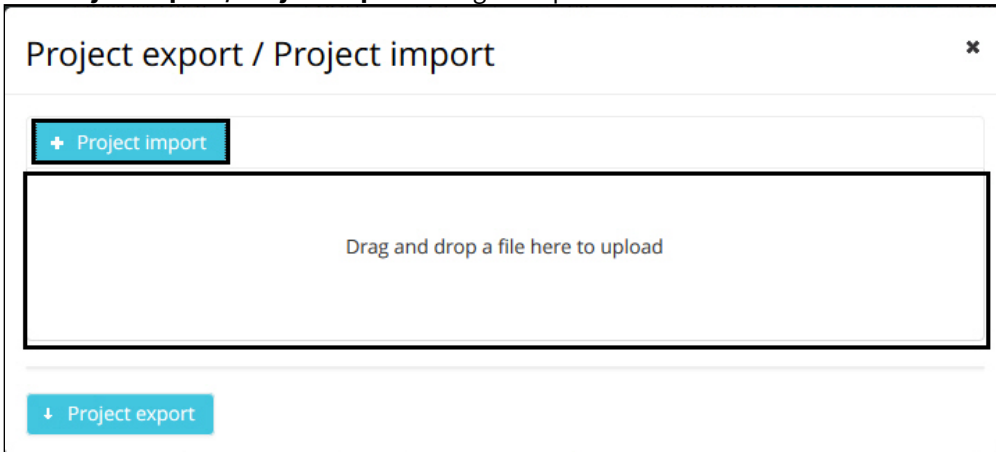 Project export / Project import
Project import
Drag and drop a file here to upload
Project export